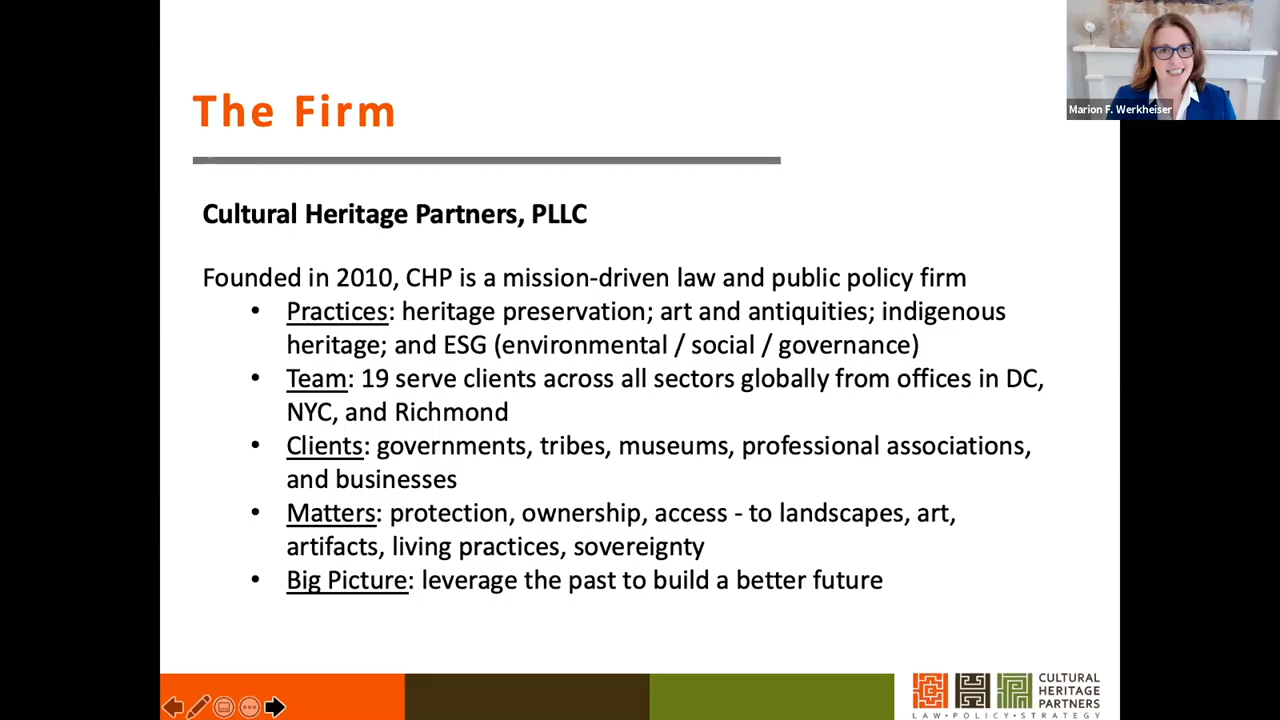 Marion F. Werkheiser
The Firm
Cultural Heritage Partners, PLLC
Founded in 2010, CHP is a mission-driven law and public policy firm
• Practices: heritage preservation; art and antiquities; indigenous
heritage; and ESG (environmental / social / governance)
• Team: 19 serve clients across all sectors globally from offices in DC,
NYC, and Richmond
• Clients: governments, tribes, museums, professional associations,
and businesses
• Matters: protection, ownership, access - to landscapes, art,
artifacts, living practices, sovereignty
• Big Picture: leverage the past to build a better future
CHP
CULTURAL
HERITAGE
PARTNERS
LAW•POLICY•STRATEGY